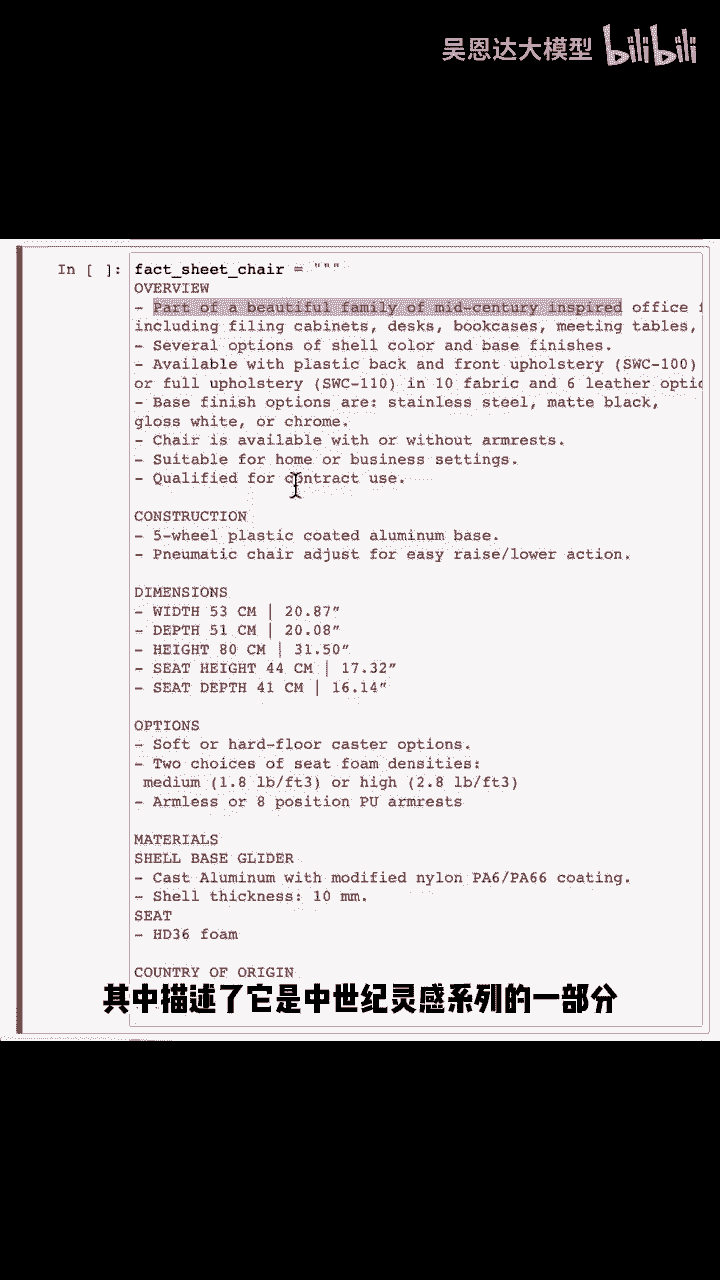 吴恩达大模型 bilibili
In [ ]: fact_sheet_chair = """
OVERVIEW
- Part of a beautiful family of mid-century inspired office
including filing cabinets, desks, bookcases, meeting tables,
- Several options of shell color and base finishes.
- Available with plastic back and front upholstery (SWC-100)
or full upholstery (SWC-110) in 10 fabric and 6 leather
- Base finish options are: stainless steel, matte black,
gloss white, or chrome.
- Chair is available with or without armrests.
- Suitable for home or business settings.
- Qualified for contract use.
CONSTRUCTION
- 5-wheel plastic coated aluminum base.
- Pneumatic chair adjust for easy raise/lower action.
DIMENSIONS
- WIDTH 53 CM | 20.87”
- DEPTH 51 CM | 20.08”
- HEIGHT 80 CM | 31.50”
- SEAT HEIGHT 44 CM | 17.32”
- SEAT DEPTH 41 CM | 16.14”
OPTIONS
- Soft or hard-floor caster options.
- Two choices of seat foam densities:
medium (1.8 lb/ft3) or high (2.8 lb/ft3)
- Armless or 8 position PU armrests
MATERIALS
SHELL BASE GLIDER
- Cast Aluminum with modified nylon PA6/PA66 coating.
- Shell thickness: 10 mm.
SEAT
- HD36 foam
COUNTRY OF ORIGIN
其中描述了它是中世纪灵感系列的一部分